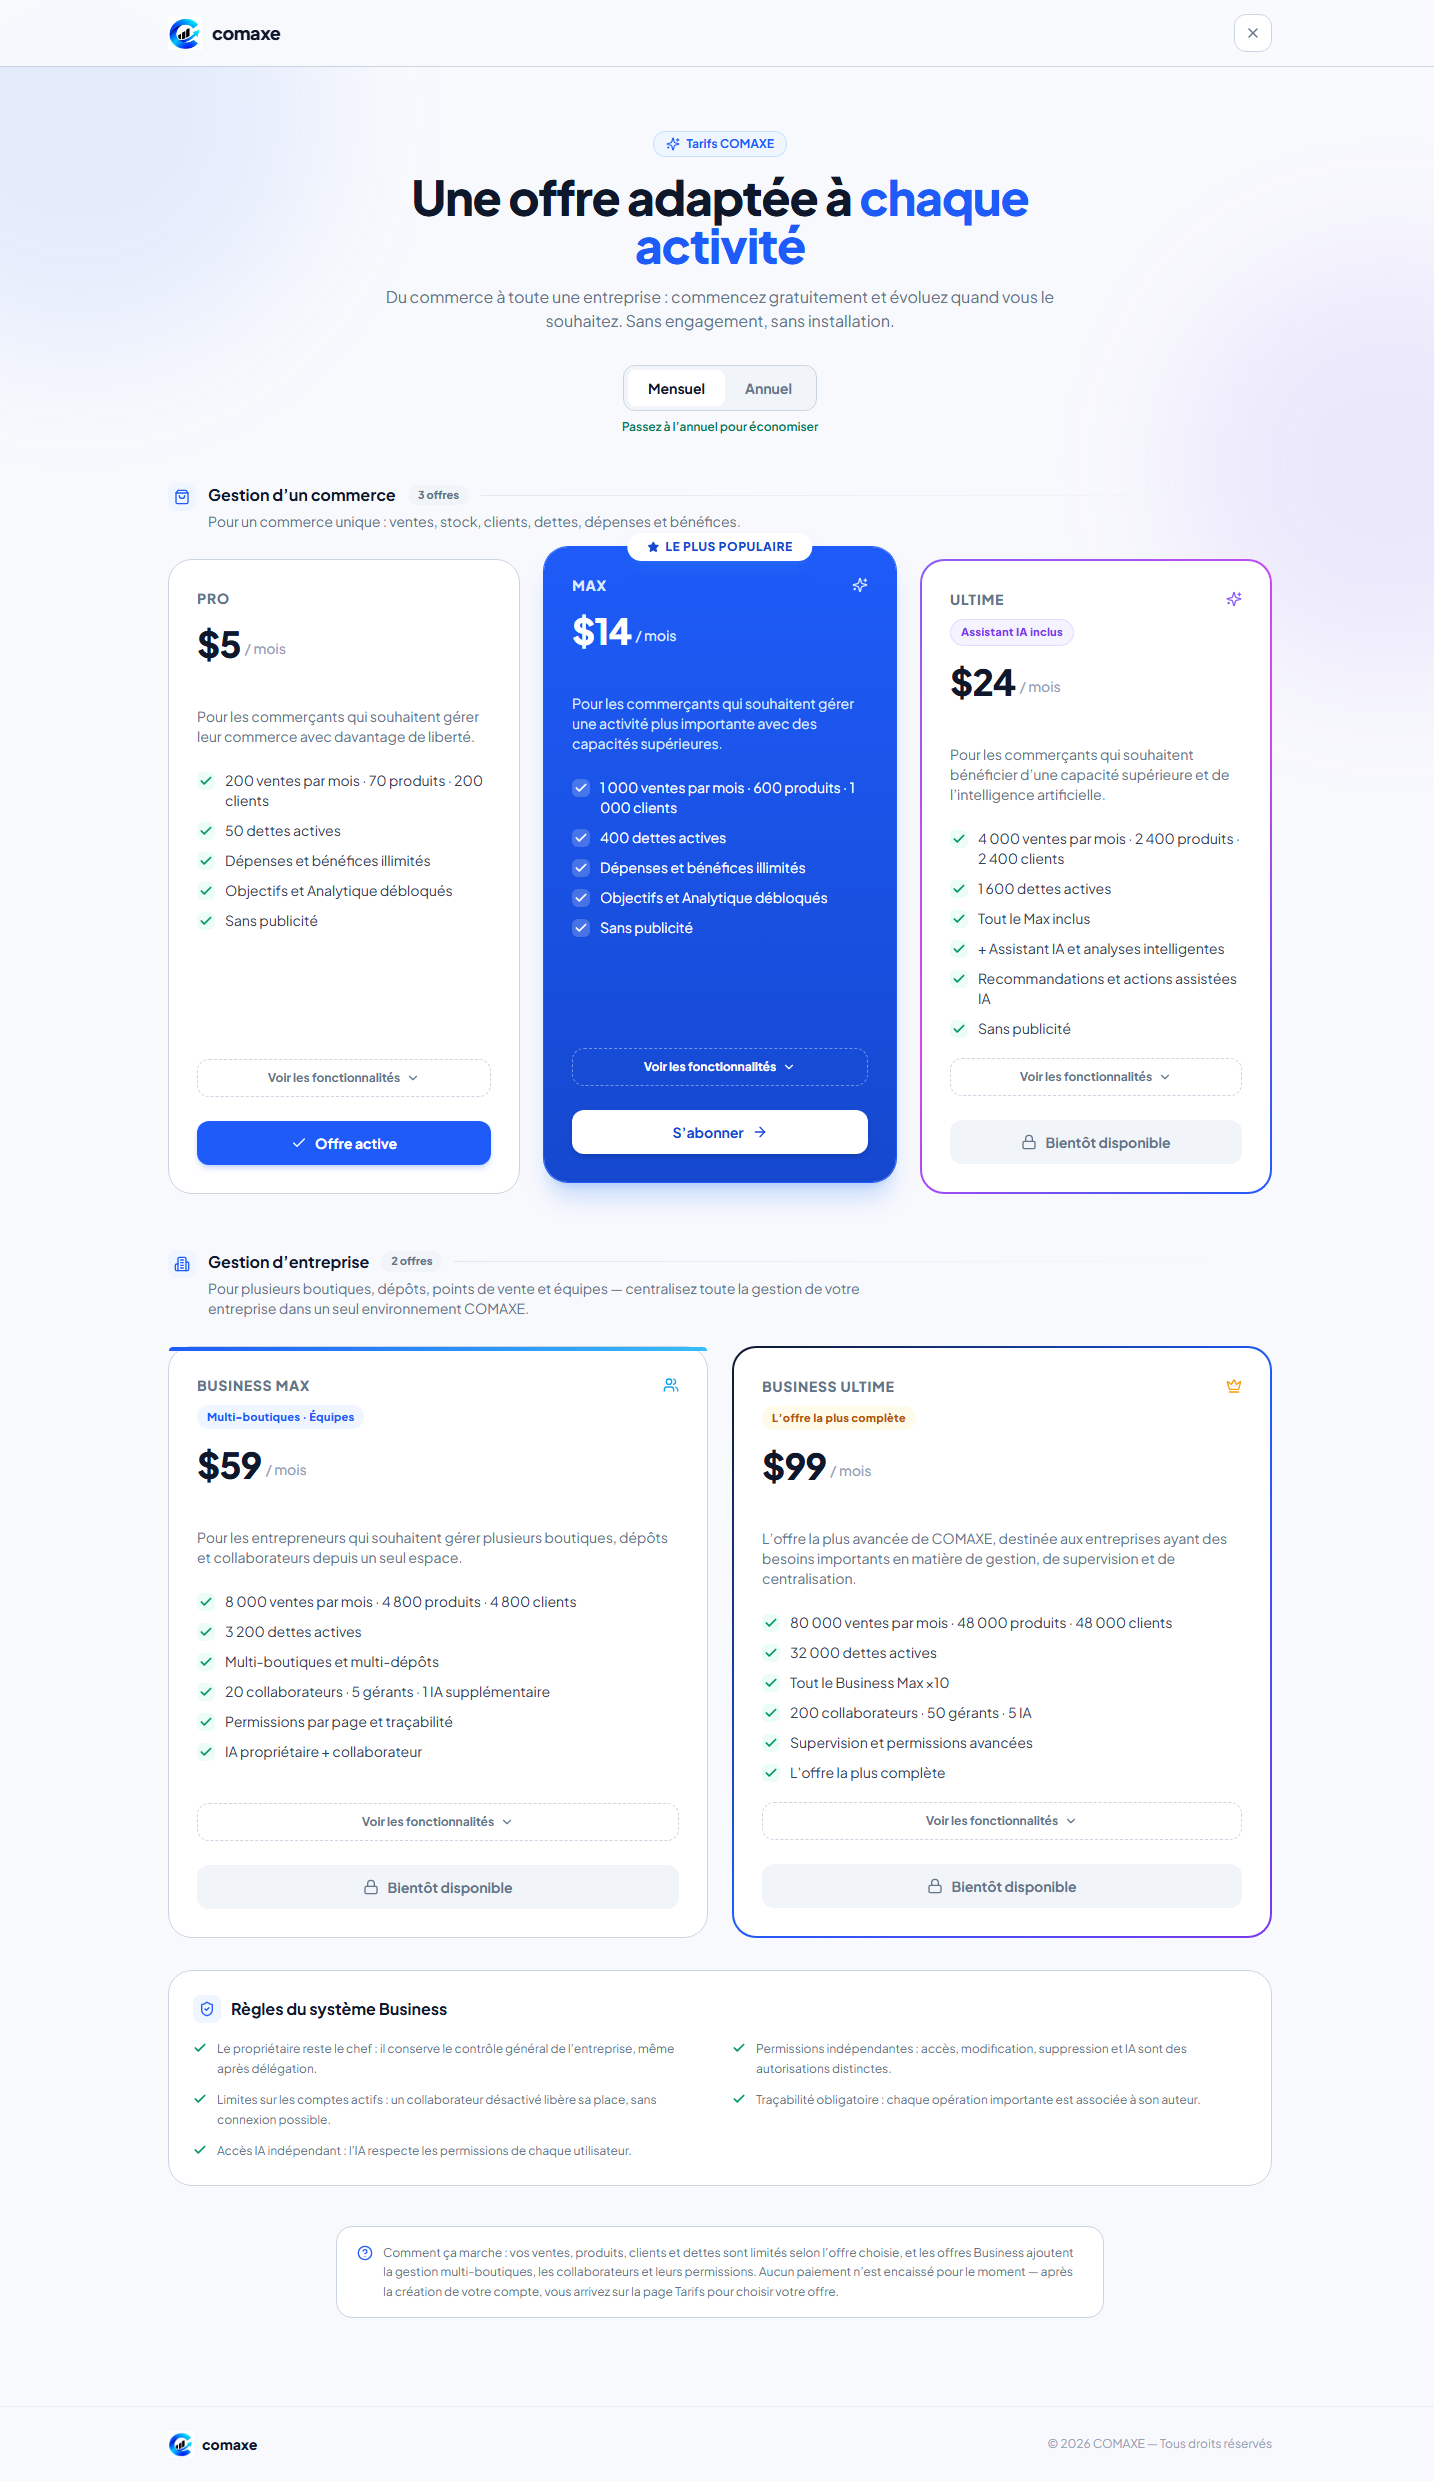 comaxe
Tarifs COMAXE
Une offre adaptée à chaque
activité
Du commerce à toute une entreprise : commencez gratuitement et évoluez quand vous le
souhaitez. Sans engagement, sans installation.
Mensuel
Annuel
Passez à l’annuel pour économiser
Gestion d’un commerce
3 offres
Pour un commerce unique : ventes, stock, clients, dettes, dépenses et bénéfices.
PRO
$5 / mois
Pour les commerçants qui souhaitent gérer
leur commerce avec davantage de liberté.
200 ventes par mois · 70 produits · 200
clients
50 dettes actives
Dépenses et bénéfices illimités
Objectifs et Analytique débloqués
Sans publicité
Voir les fonctionnalités
Offre active
LE PLUS POPULAIRE
MAX
$14 / mois
Pour les commerçants qui souhaitent gérer
une activité plus importante avec des
capacités supérieures.
1 000 ventes par mois · 600 produits · 1
000 clients
400 dettes actives
Dépenses et bénéfices illimités
Objectifs et Analytique débloqués
Sans publicité
Voir les fonctionnalités
S’abonner
ULTIME
Assistant IA inclus
$24 / mois
Pour les commerçants qui souhaitent
bénéficier d’une capacité supérieure et de
l’intelligence artificielle.
4 000 ventes par mois · 2 400 produits ·
2 400 clients
1 600 dettes actives
Tout le Max inclus
+ Assistant IA et analyses intelligentes
Recommandations et actions assistées
IA
Sans publicité
Voir les fonctionnalités
Bientôt disponible
Gestion d’entreprise
2 offres
Pour plusieurs boutiques, dépôts, points de vente et équipes — centralisez toute la gestion de votre
entreprise dans un seul environnement COMAXE.
BUSINESS MAX
Multi-boutiques · Équipes
$59 / mois
Pour les entrepreneurs qui souhaitent gérer plusieurs boutiques, dépôts
et collaborateurs depuis un seul espace.
8 000 ventes par mois · 4 800 produits · 4 800 clients
3 200 dettes actives
Multi-boutiques et multi-dépôts
20 collaborateurs · 5 gérants · 1 IA supplémentaire
Permissions par page et traçabilité
IA propriétaire + collaborateur
Voir les fonctionnalités
Bientôt disponible
BUSINESS ULTIME
L’offre la plus complète
$99 / mois
L’offre la plus avancée de COMAXE, destinée aux entreprises ayant des
besoins importants en matière de gestion, de supervision et de
centralisation.
80 000 ventes par mois · 48 000 produits · 48 000 clients
32 000 dettes actives
Tout le Business Max ×10
200 collaborateurs · 50 gérants · 5 IA
Supervision et permissions avancées
L’offre la plus complète
Voir les fonctionnalités
Bientôt disponible
Règles du système Business
Le propriétaire reste le chef : il conserve le contrôle général de l’entreprise, même
après délégation.
Permissions indépendantes : accès, modification, suppression et IA sont des
autorisations distinctes.
Limites sur les comptes actifs : un collaborateur désactivé libère sa place, sans
connexion possible.
Traçabilité obligatoire : chaque opération importante est associée à son auteur.
Accès IA indépendant : l’IA respecte les permissions de chaque utilisateur.
Comment ça marche : vos ventes, produits, clients et dettes sont limités selon l’offre choisie, et les offres Business ajoutent
la gestion multi-boutiques, les collaborateurs et leurs permissions. Aucun paiement n’est encaissé pour le moment — après
la création de votre compte, vous arrivez sur la page Tarifs pour choisir votre offre.
comaxe
© 2026 COMAXE — Tous droits réservés